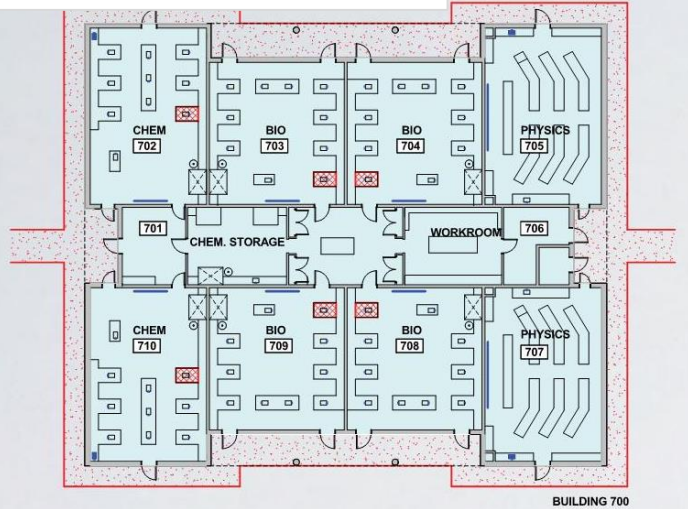 CHEM
702
BIO
703
BIO
704
PHYSICS
705
701
CHEM. STORAGE
WORKROOM
706
CHEM
710
BIO
709
BIO
708
PHYSICS
707
BUILDING 700